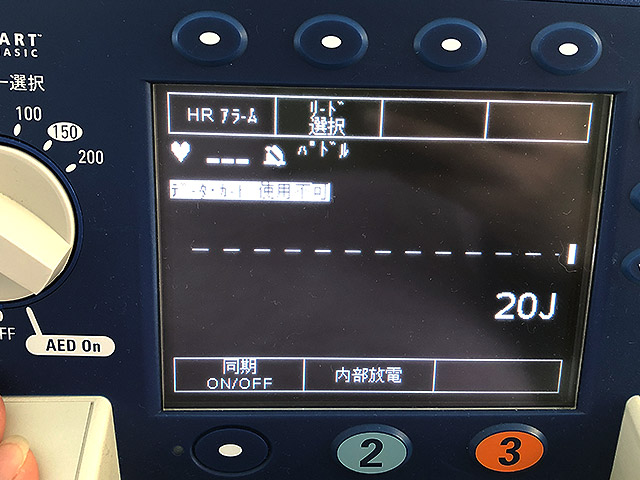 ART™
BASIC
ー選択
100
150
200
FF
AED On
HR ｱﾗｰﾑ
ﾘｰﾄﾞ
選択
--- ﾊﾟﾄﾞﾙ
ﾃﾞｰﾀ･ｶｰﾄﾞ 使用不可
20J
同期
ON/OFF
内部放電
2
3